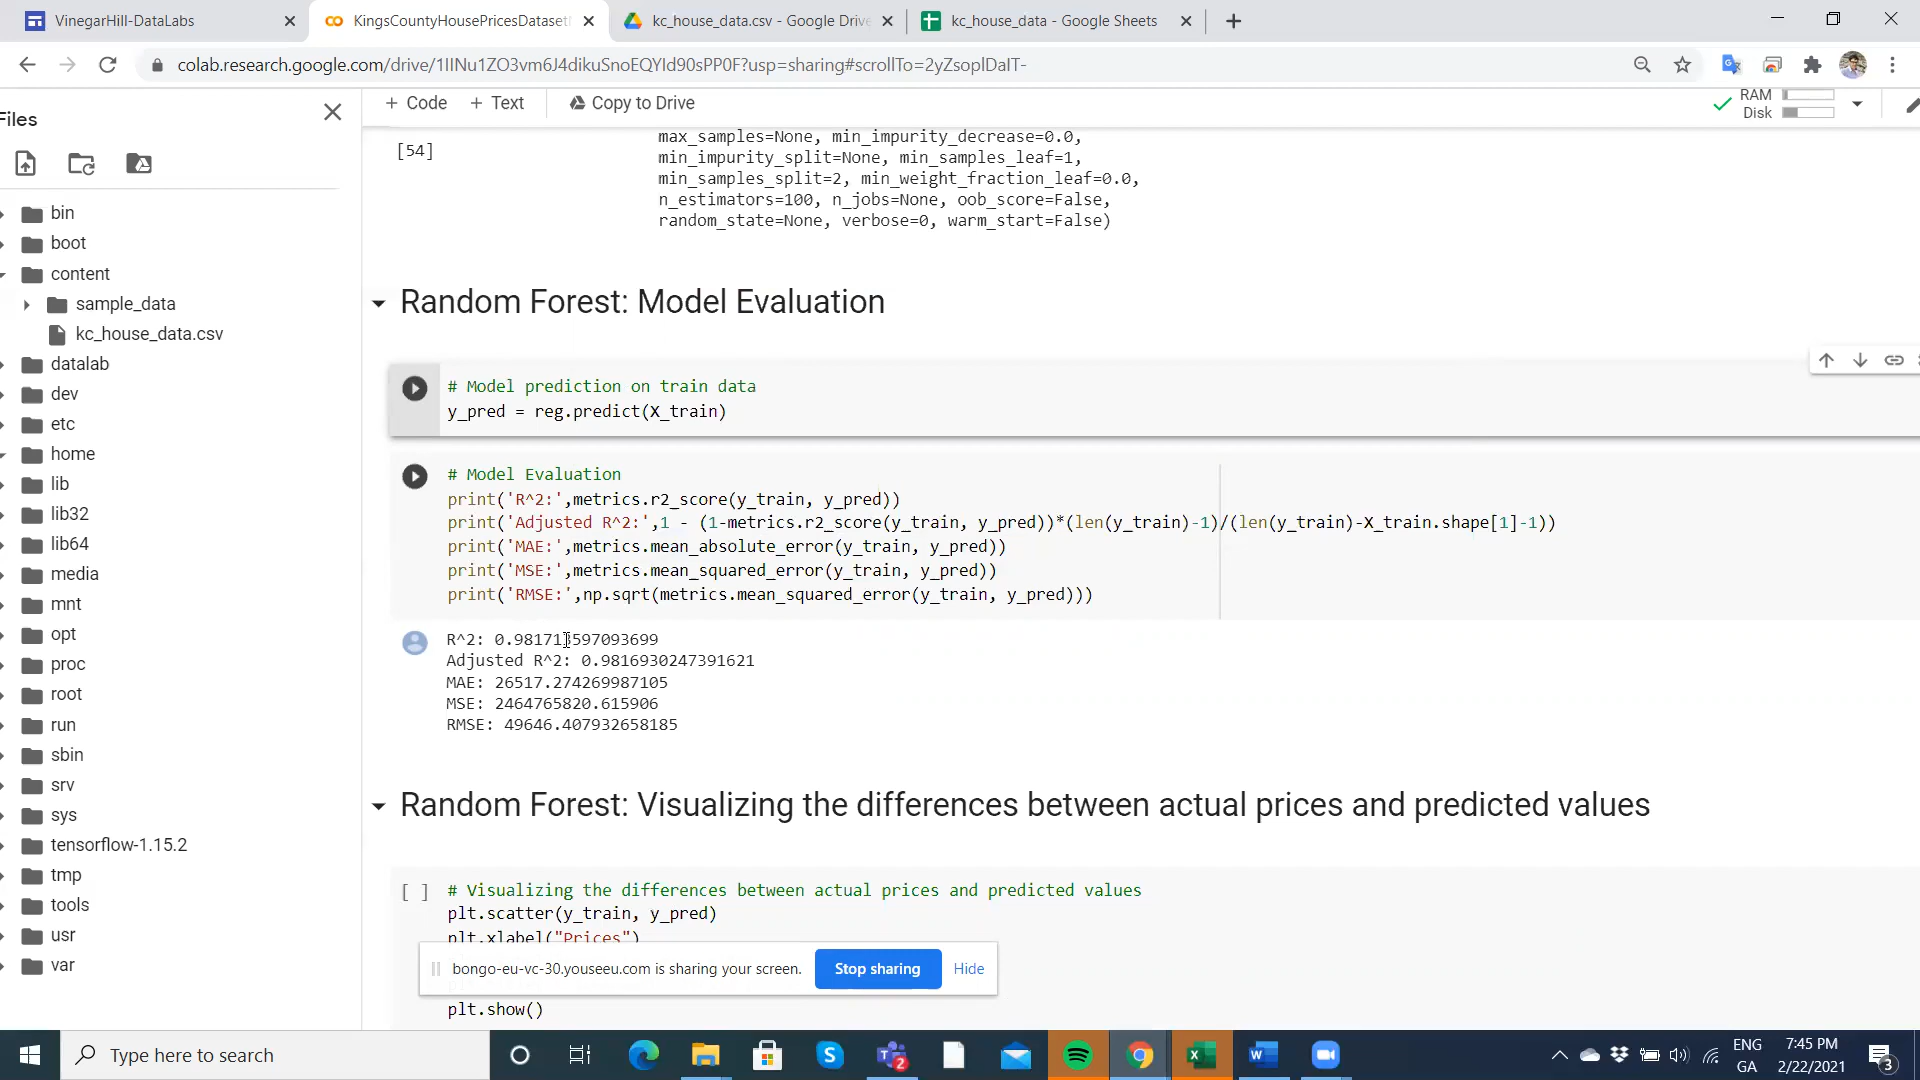 VinegarHill-DataLabs
KingsCountyHousePricesDataset
kc_house_data.csv - Google Drive
kc_house_data - Google Sheets
colab.research.google.com/drive/1IINu1ZO3vm6J4dikuSnoEQYId90sPP0F?usp=sharing#scrollTo=2yZsoplDaIT-
Files
+ Code + Text Copy to Drive
RAM
Disk
bin
boot
content
sample_data
kc_house_data.csv
datalab
dev
etc
home
lib
lib32
lib64
media
mnt
opt
proc
root
run
sbin
srv
sys
tensorflow-1.15.2
tmp
tools
usr
var
[54]
max_samples=None, min_impurity_decrease=0.0,
min_impurity_split=None, min_samples_leaf=1,
min_samples_split=2, min_weight_fraction_leaf=0.0,
n_estimators=100, n_jobs=None, oob_score=False,
random_state=None, verbose=0, warm_start=False)
Random Forest: Model Evaluation
# Model prediction on train data
y_pred = reg.predict(X_train)
# Model Evaluation
print('R^2:',metrics.r2_score(y_train, y_pred))
print('Adjusted R^2:',1 - (1-metrics.r2_score(y_train, y_pred))*(len(y_train)-1)/(len(y_train)-X_train.shape[1]-1))
print('MAE:',metrics.mean_absolute_error(y_train, y_pred))
print('MSE:',metrics.mean_squared_error(y_train, y_pred))
print('RMSE:',np.sqrt(metrics.mean_squared_error(y_train, y_pred)))
R^2: 0.981713597093699
Adjusted R^2: 0.9816930247391621
MAE: 26517.274269987105
MSE: 2464765820.615906
RMSE: 49646.407932658185
Random Forest: Visualizing the differences between actual prices and predicted values
[ ]
# Visualizing the differences between actual prices and predicted values
plt.scatter(y_train, y_pred)
plt.xlabel("Prices")
bongo-eu-vc-30.youseeu.com is sharing your screen. Stop sharing Hide
plt.show()
Type here to search
2
ENG
GA
7:45 PM
2/22/2021
3